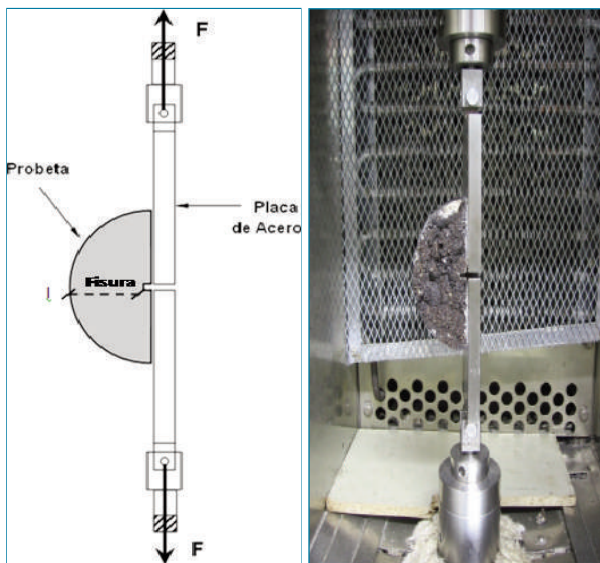 F
Probeta
Placa
de Acero
Fisura
l
F